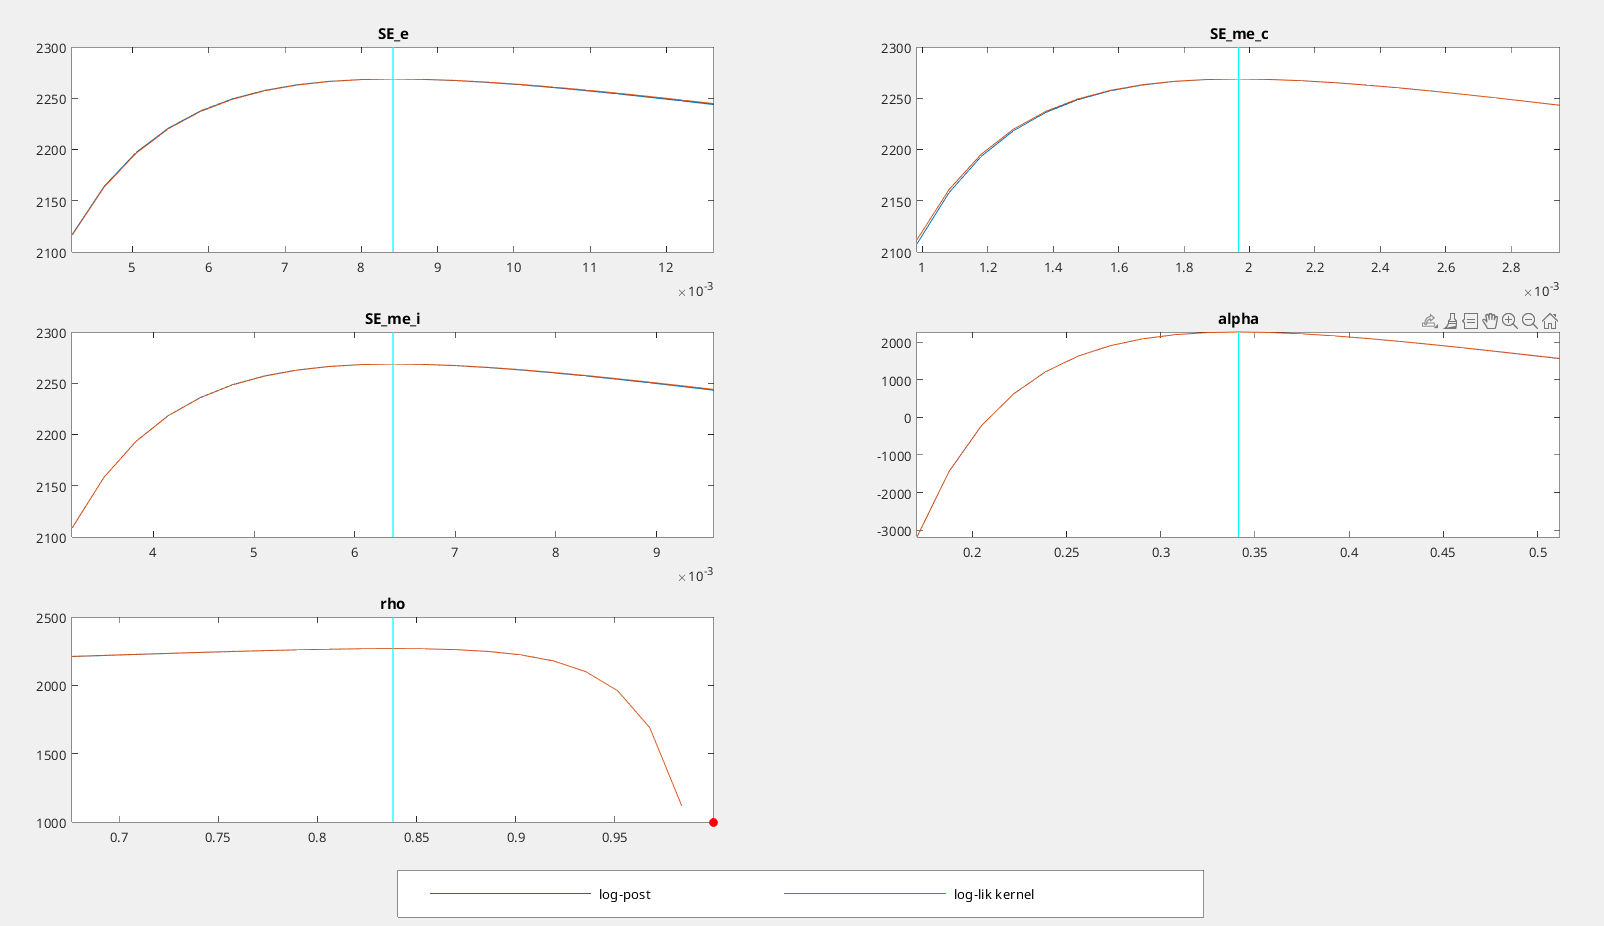 SE_e
2300
2250
2200
2150
2100
5 6 7 8 9 10 11 12
×10-3
SE_me_c
2300
2250
2200
2150
2100
1 1.2 1.4 1.6 1.8 2 2.2 2.4 2.6 2.8
×10-3
SE_me_i
2300
2250
2200
2150
2100
4 5 6 7 8 9
×10-3
alpha
2000
1000
0
-1000
-2000
-3000
0.2 0.25 0.3 0.35 0.4 0.45 0.5
rho
2500
2000
1500
1000
0.7 0.75 0.8 0.85 0.9 0.95
log-post log-lik kernel